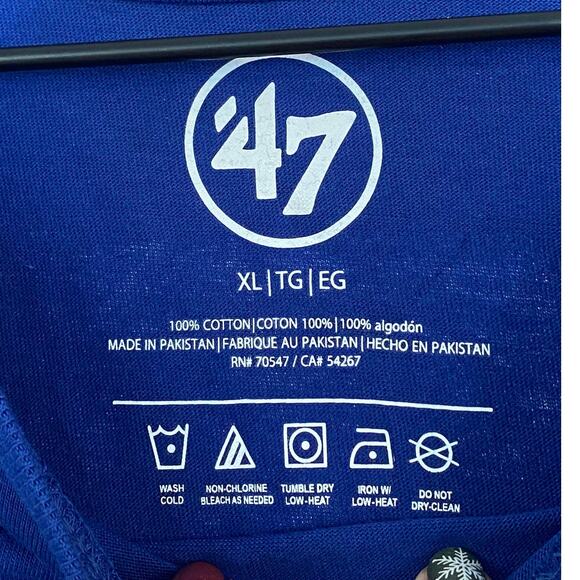 '47
XL|TG|EG
100% COTTON|COTON 100%|100% algodón
MADE IN PAKISTAN|FABRIQUE AU PAKISTAN|HECHO EN PAKISTAN
RN# 70547 / CA# 54267
WASH COLD
NON-CHLORINE BLEACH AS NEEDED
TUMBLE DRY LOW-HEAT
IRON W/ LOW-HEAT
DO NOT DRY-CLEAN